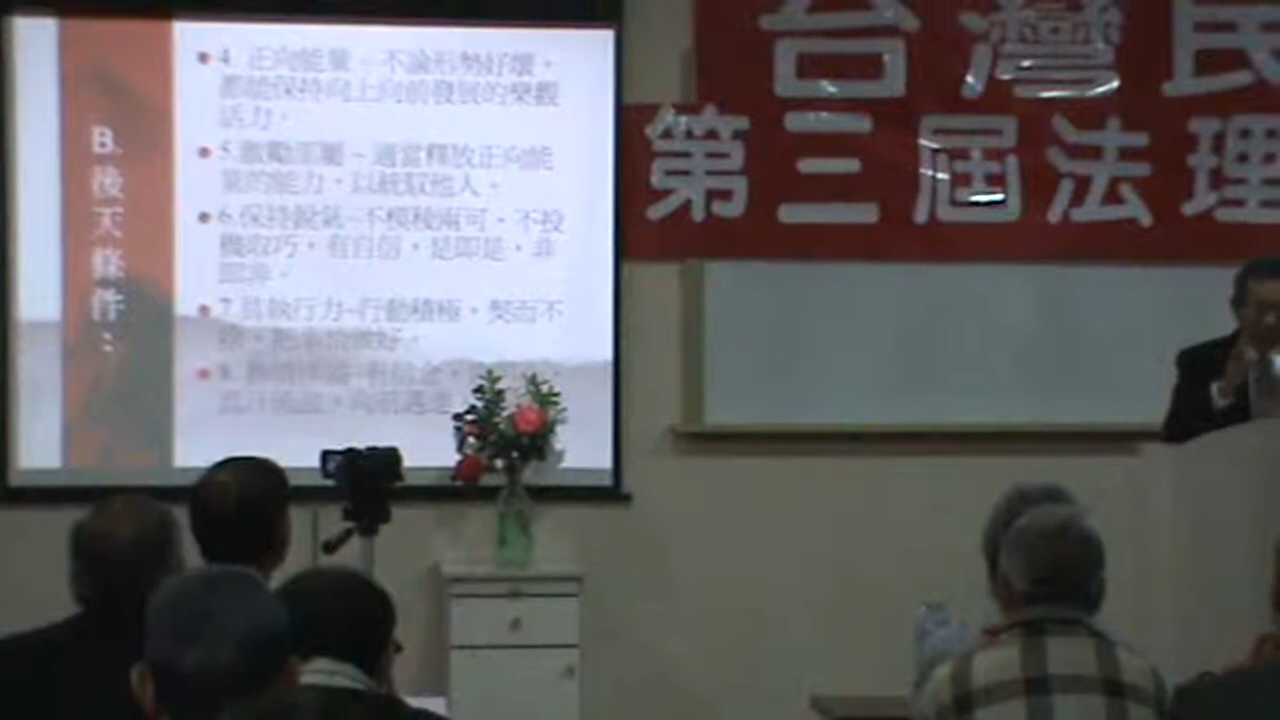 B.後天條件：
4. 正向能量－不論形勢好壞，
都能保持向上向前發展的樂觀
活力。
5.激勵部屬～適當釋放正向能
量的能力，以統馭他人。
6.保持銳氣－不模稜兩可，不投
機取巧，有自信，是即是，非
即非。
7.具執行力－行動積極，契而不
台灣民
第三屆法理